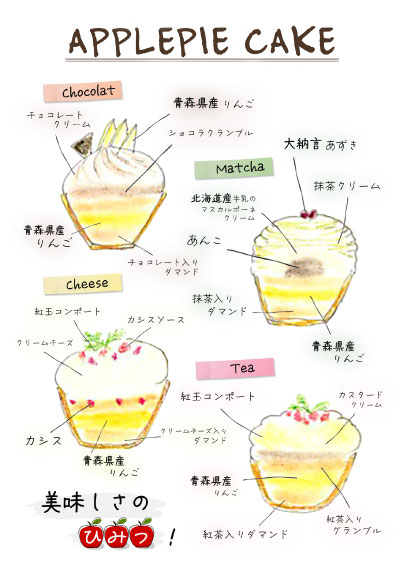 APPLEPIE CAKE
Chocolat
チョコレート
クリーム
青森県産 りんご
ショコラクランブル
青森県産
りんご
チョコレート入り
ダマンド
Matcha
大納言 あずき
抹茶クリーム
北海道産牛乳の
マスカルポーネ
クリーム
あんこ
抹茶入り
ダマンド
青森県産
りんご
Cheese
紅玉コンポート
カシスソース
クリームチーズ
カシス
クリームチーズ入り
ダマンド
青森県産
りんご
Tea
紅玉コンポート
カスタード
クリーム
青森県産
りんご
紅茶入りダマンド
紅茶入り
グランブル
美味しさの
ひみつ!